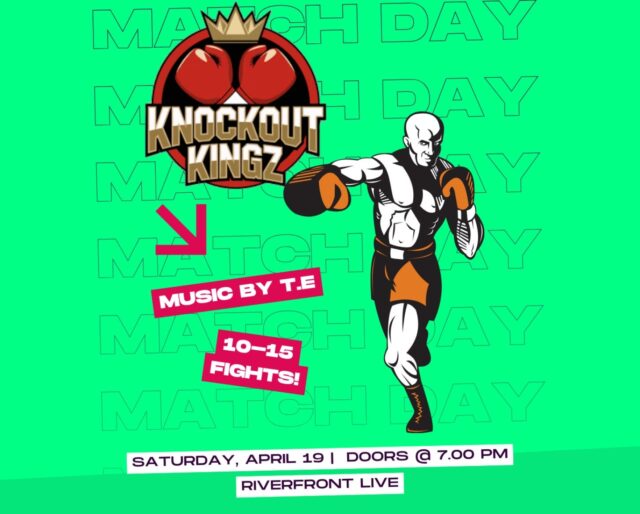 MATCH DAY
KNOCKOUT
KINGZ
MATCH DAY
MATCH DAY
MATCH DAY
MUSIC BY T.E
MATCH DAY
10–15
FIGHTS!
MATCH DAY
SATURDAY, APRIL 19 | DOORS @ 7.00 PM
RIVERFRONT LIVE